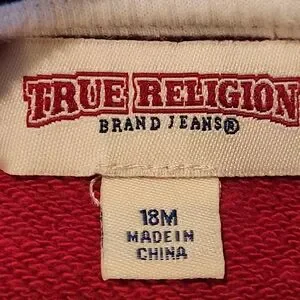 TRUE RELIGION
BRAND JEANS®
18M
MADE IN
CHINA